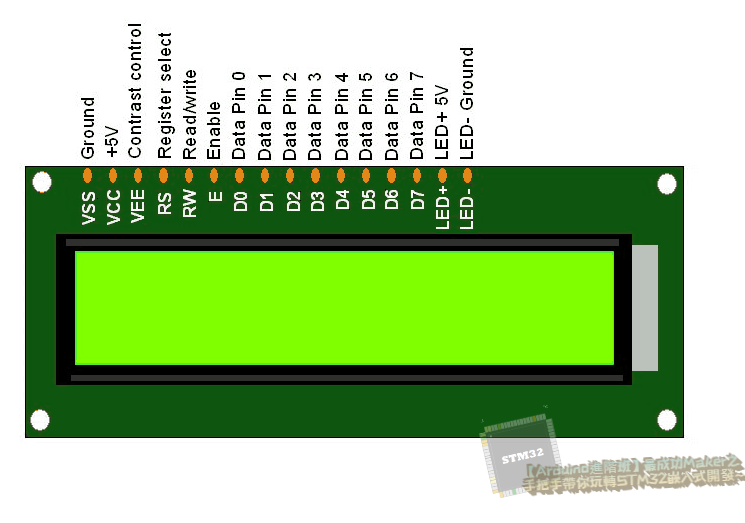 Ground
+5V
Contrast control
Register select
Read/write
Enable
Data Pin 0
Data Pin 1
Data Pin 2
Data Pin 3
Data Pin 4
Data Pin 5
Data Pin 6
Data Pin 7
LED+ 5V
LED- Ground
VSS
VCC
VEE
RS
RW
E
D0
D1
D2
D3
D4
D5
D6
D7
LED+
LED-
STM32
【Arduino進階班】最成功Maker2
手把手帶你玩轉STM32嵌入式開發